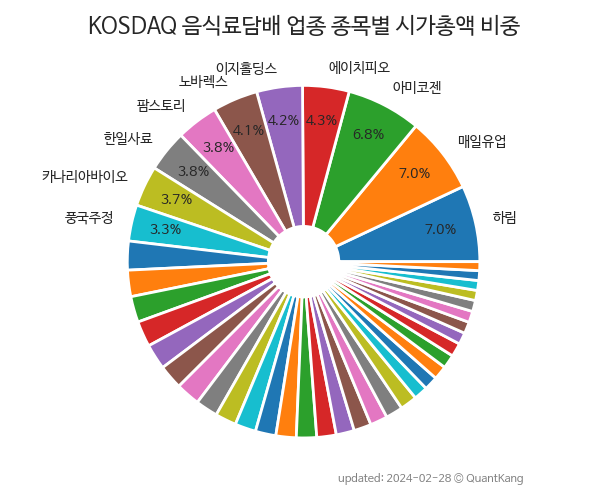 KOSDAQ 음식료담배 업종 종목별 시가총액 비중
하림
7.0%
매일유업
7.0%
아미코젠
6.8%
에이치피오
4.3%
이지홀딩스
4.2%
노바렉스
4.1%
팜스토리
3.8%
한일사료
3.8%
카나리아바이오
3.7%
풍국주정
3.3%
updated: 2024-02-28 © QuantKang